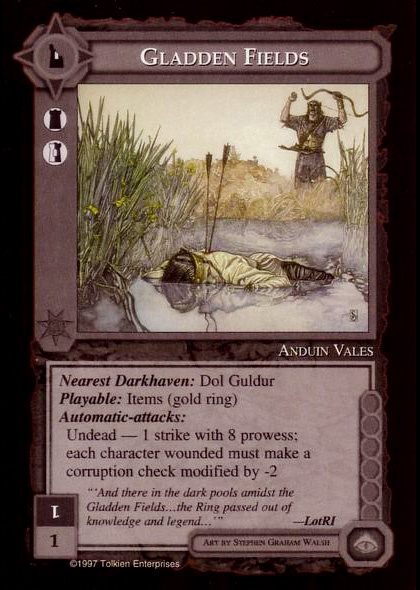 GLADDEN FIELDS
ANDUIN VALES
Nearest Darkhaven: Dol Guldur
Playable: Items (gold ring)
Automatic-attacks:
Undead — 1 strike with 8 prowess;
each character wounded must make a
corruption check modified by -2
“‘And there in the dark pools amidst the
Gladden Fields...the Ring passed out of
knowledge and legend...’” —LotRI
1
1
ART BY STEPHEN GRAHAM WALSH
©1997 Tolkien Enterprises